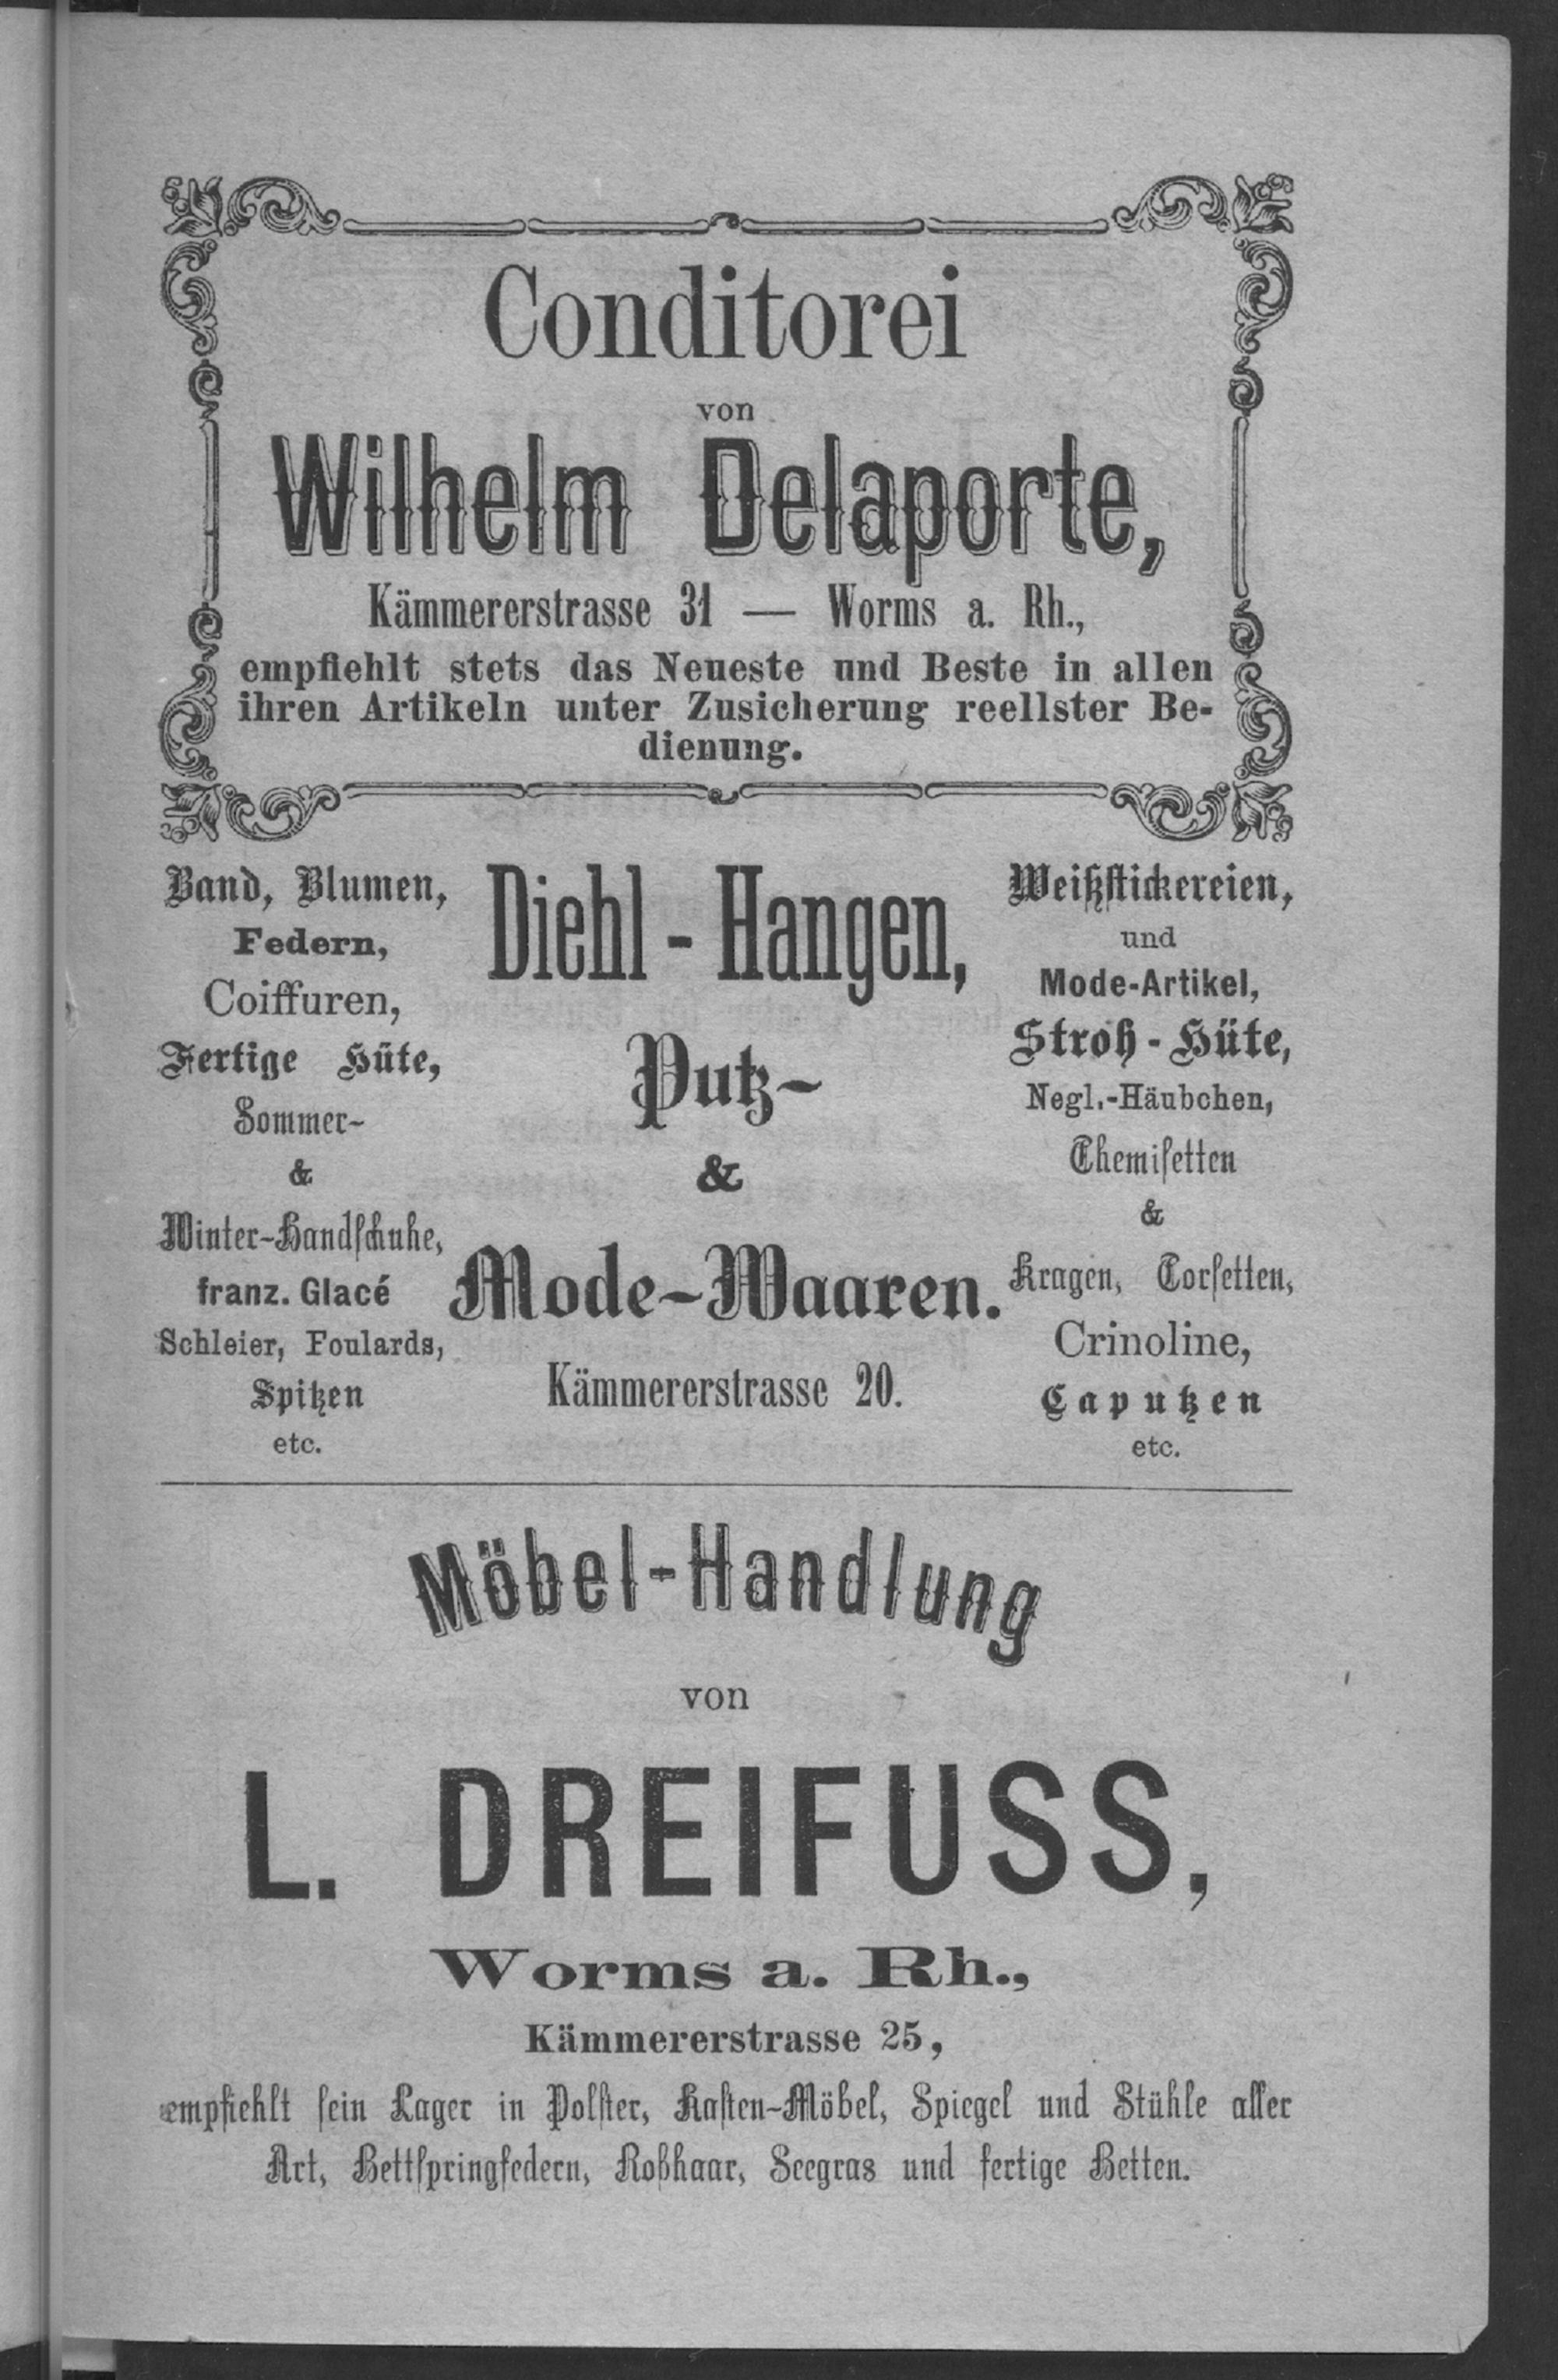 Conditorei
von
Wilhelm Delaporte,
Kämmererstrasse 31 — Worms a. Rh.,
empfiehlt stets das Neueste und Beste in allen
ihren Artikeln unter Zusicherung reellster Be-
dienung.
Band, Blumen,
Federn,
Coiffuren,
Fertige Hüte,
Sommer-
&
Winter-Handschuhe,
franz. Glacé
Schleier, Foulards,
Spitzen
etc.
Diehl - Hangen,
Putz-
&
Mode-Waaren.
Kämmererstrasse 20.
Weißstickereien,
und
Mode-Artikel,
Stroh - Hüte,
Negl.-Häubchen,
Chemisetten
&
Kragen, Corsetten,
Crinoline,
Caputzen
etc.
Möbel-Handlung
von
L. DREIFUSS,
Worms a. Rh.,
Kämmererstrasse 25,
empfiehlt sein Lager in Polster, Kasten-Möbel, Spiegel und Stühle aller
Art, Bettspringfedern, Roßhaar, Seegras und fertige Betten.